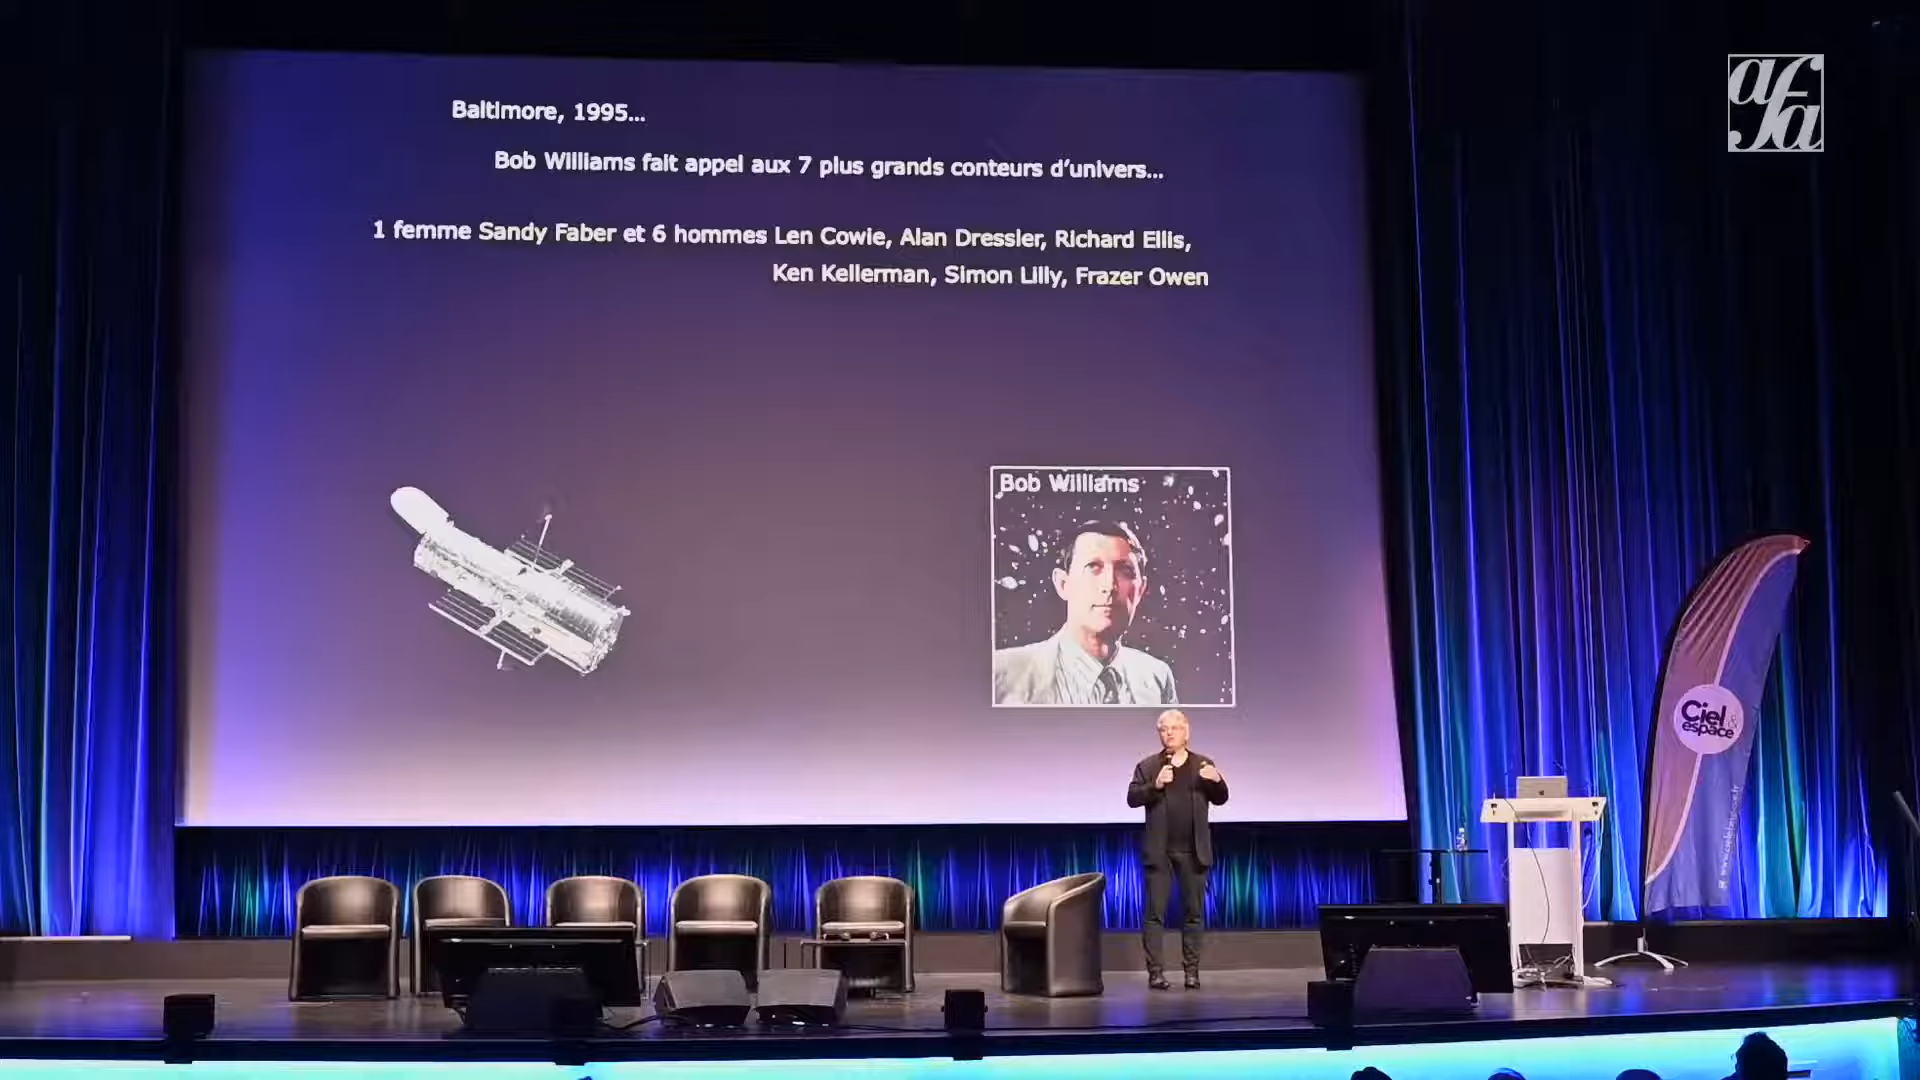 Baltimore, 1995...
Bob Williams fait appel aux 7 plus grands conteurs d'univers...
1 femme Sandy Faber et 6 hommes Len Cowie, Alan Dressler, Richard Ellis,
Ken Kellerman, Simon Lilly, Frazer Owen
Bob Williams
afa
Ciel &
espace